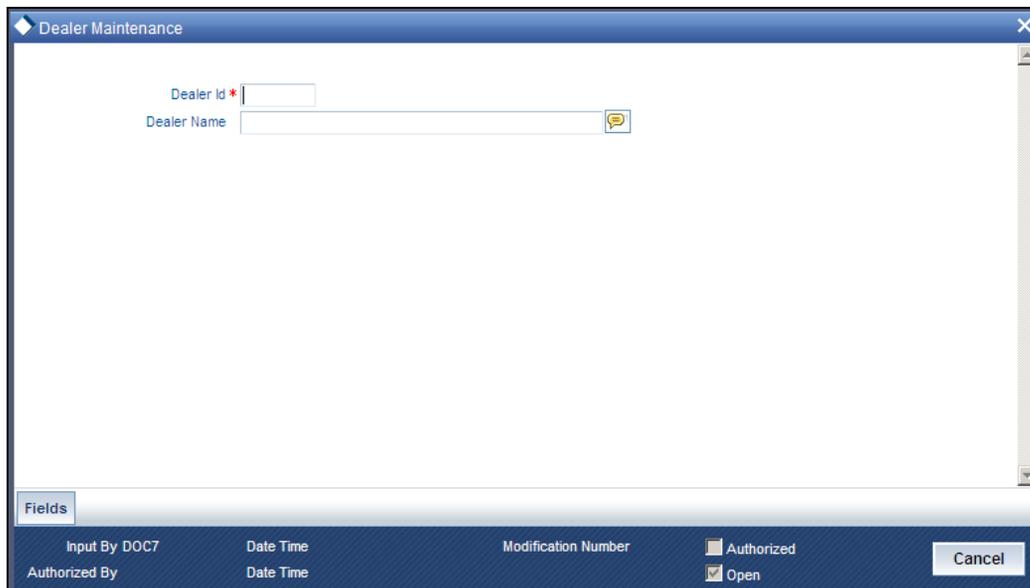 Dealer Maintenance
Dealer Id *
Dealer Name
Fields
Input By DOC7 Date Time Modification Number Authorized
Authorized By Date Time Open
Cancel